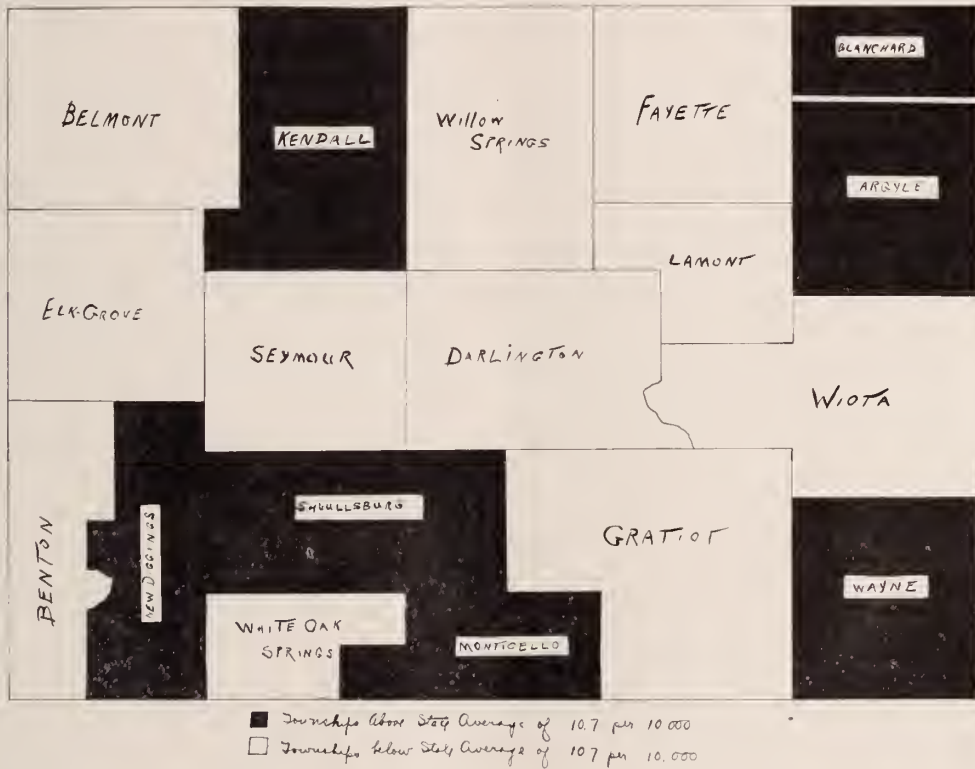 BLANCHARD
BELMONT
KENDALL
Willow
SPRINGS
FAYETTE
ARGYLE
LAMONT
ELK-GROVE
SEYMOUR
DARLINGTON
WIOTA
SHULLSBURG
NEW DIGGINGS
BENTON
GRATIOT
WAYNE
WHITE OAK
SPRINGS
MONTICELLO
Townships Above State Average of 10.7 per 10 000
Townships below State Average of 107 per 10.000